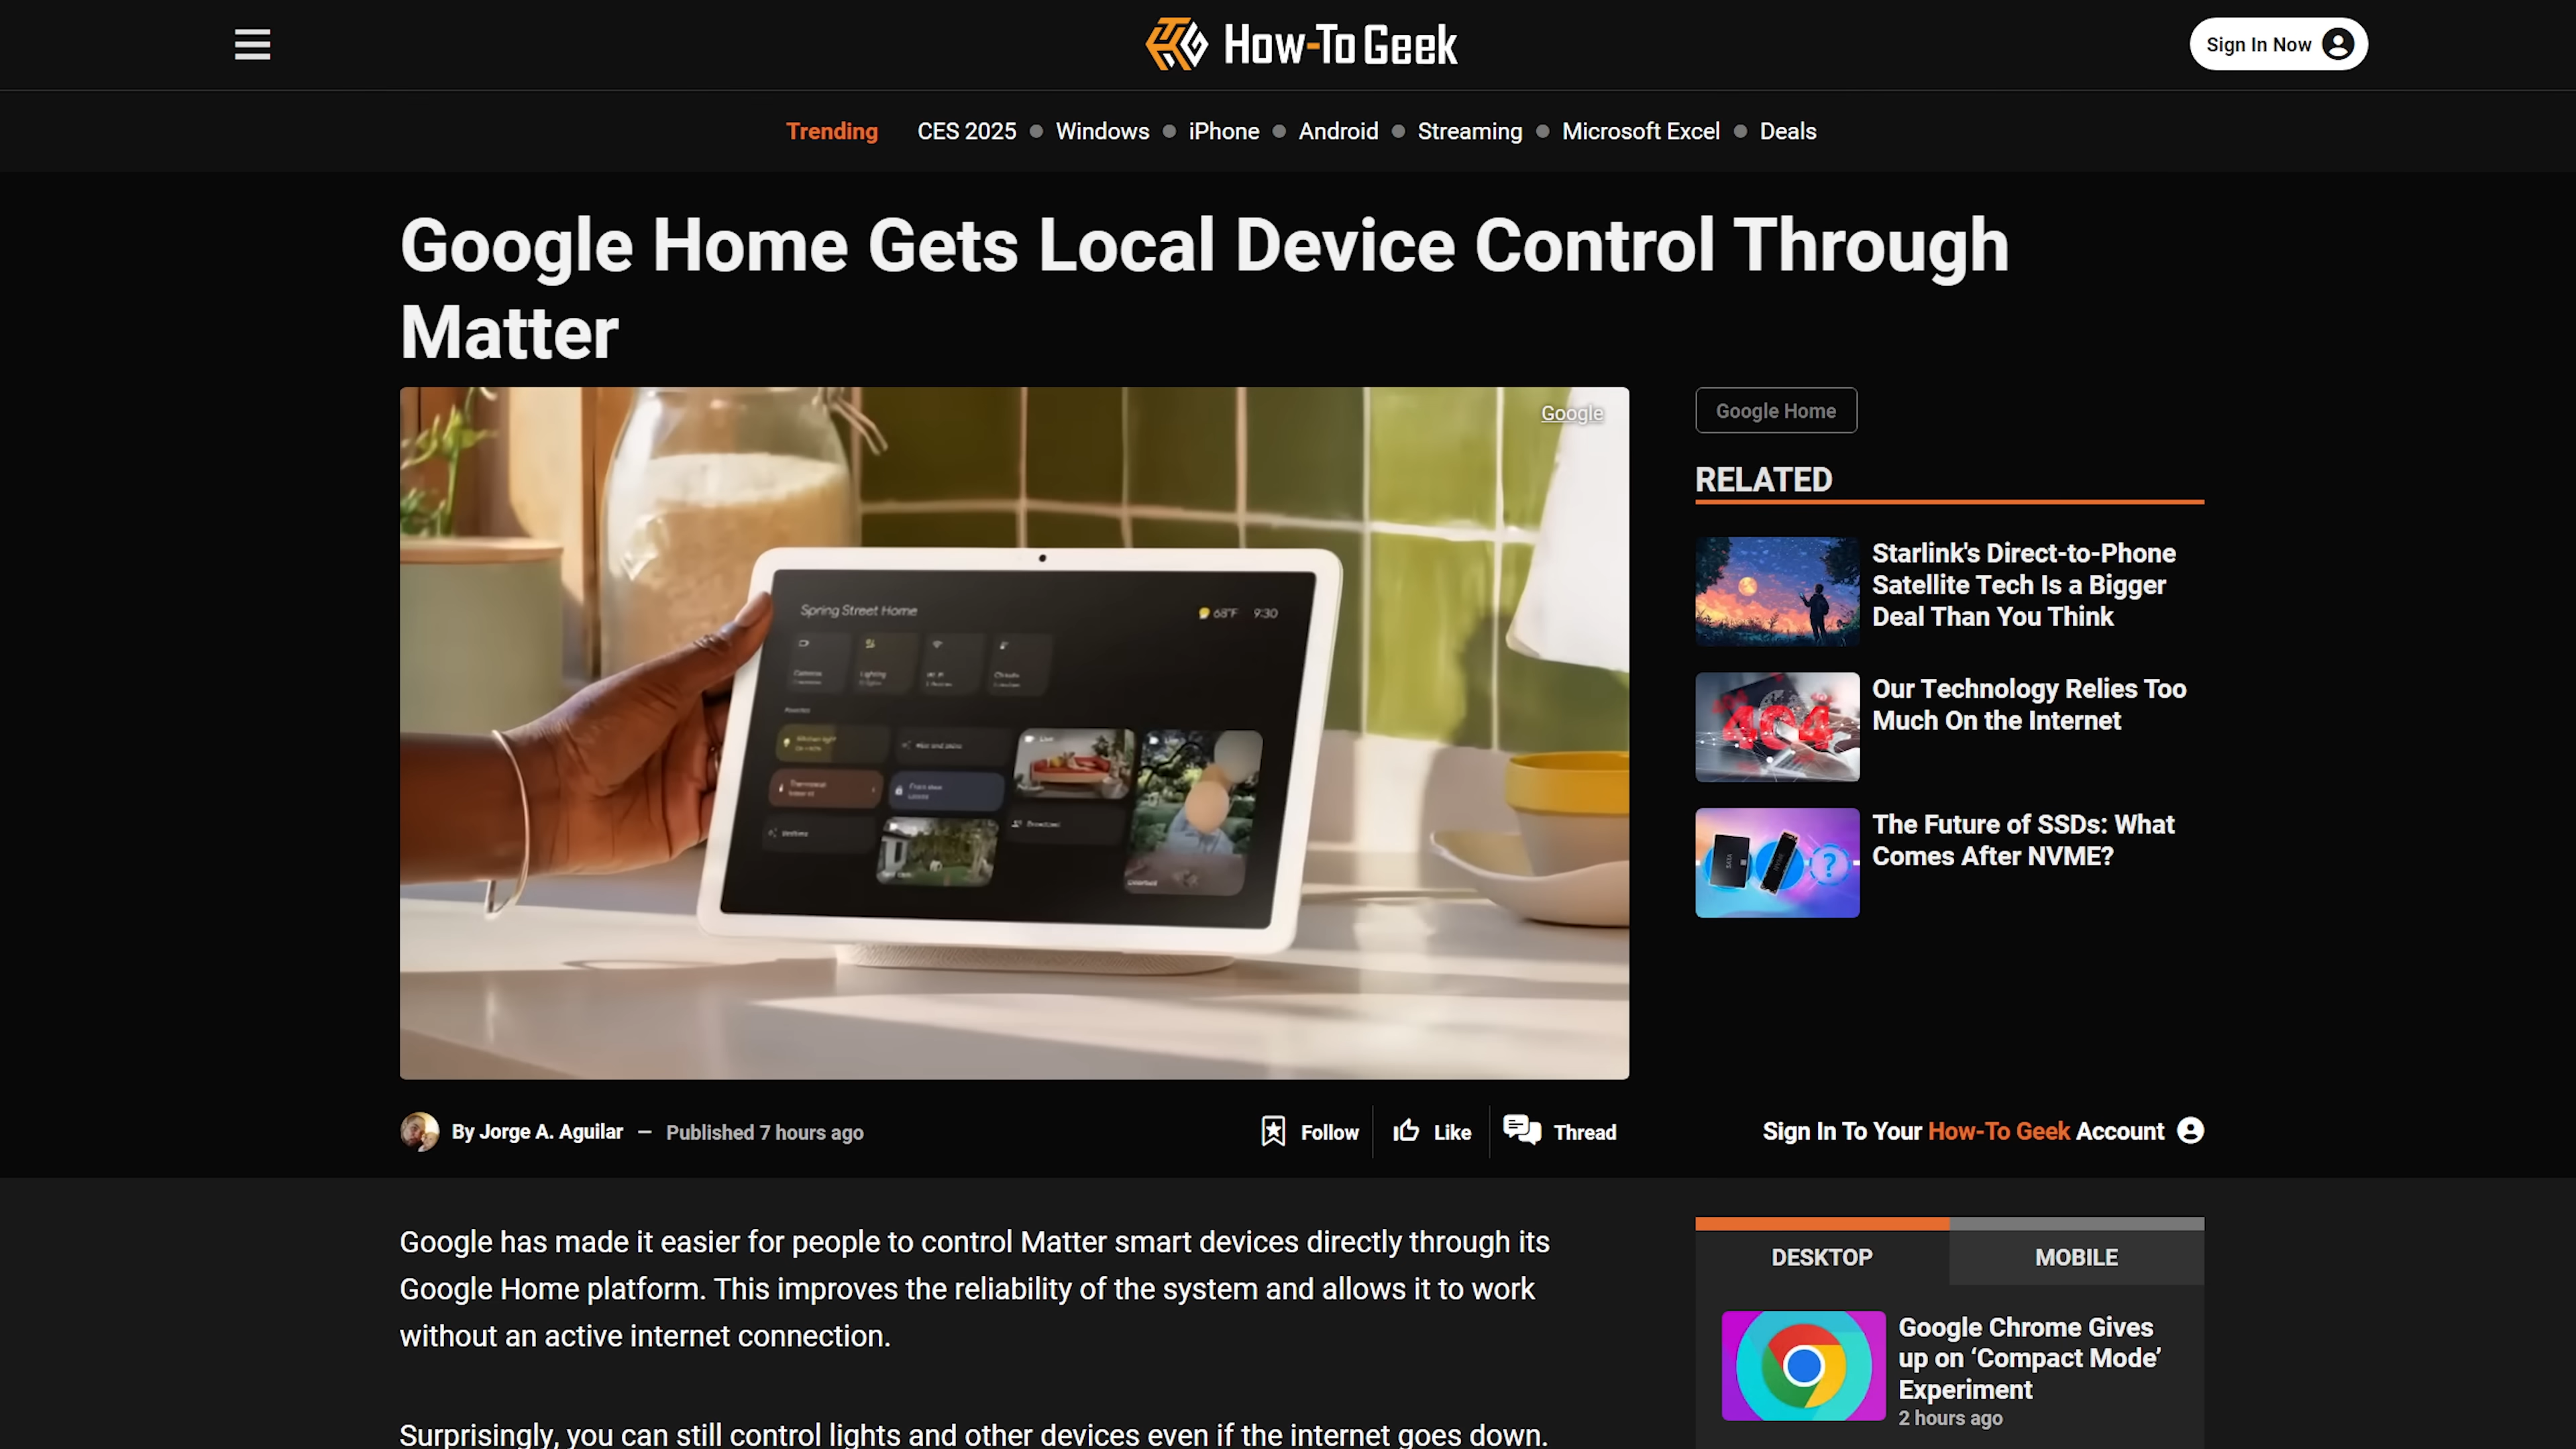 How-To Geek
Sign In Now
Trending
CES 2025
Windows
iPhone
Android
Streaming
Microsoft Excel
Deals
Google Home Gets Local Device Control Through
Matter
Google
Spring Street Home
68°F 9:30
Lighting
Google Home
RELATED
Starlink's Direct-to-Phone
Satellite Tech Is a Bigger
Deal Than You Think
404
Our Technology Relies Too
Much On the Internet
The Future of SSDs: What
Comes After NVME?
By Jorge A. Aguilar — Published 7 hours ago
Follow
Like
Thread
Sign In To Your How-To Geek Account
Google has made it easier for people to control Matter smart devices directly through its
Google Home platform. This improves the reliability of the system and allows it to work
without an active internet connection.
Surprisingly, you can still control lights and other devices even if the internet goes down.
DESKTOP
MOBILE
Google Chrome Gives
up on ‘Compact Mode’
Experiment
2 hours ago